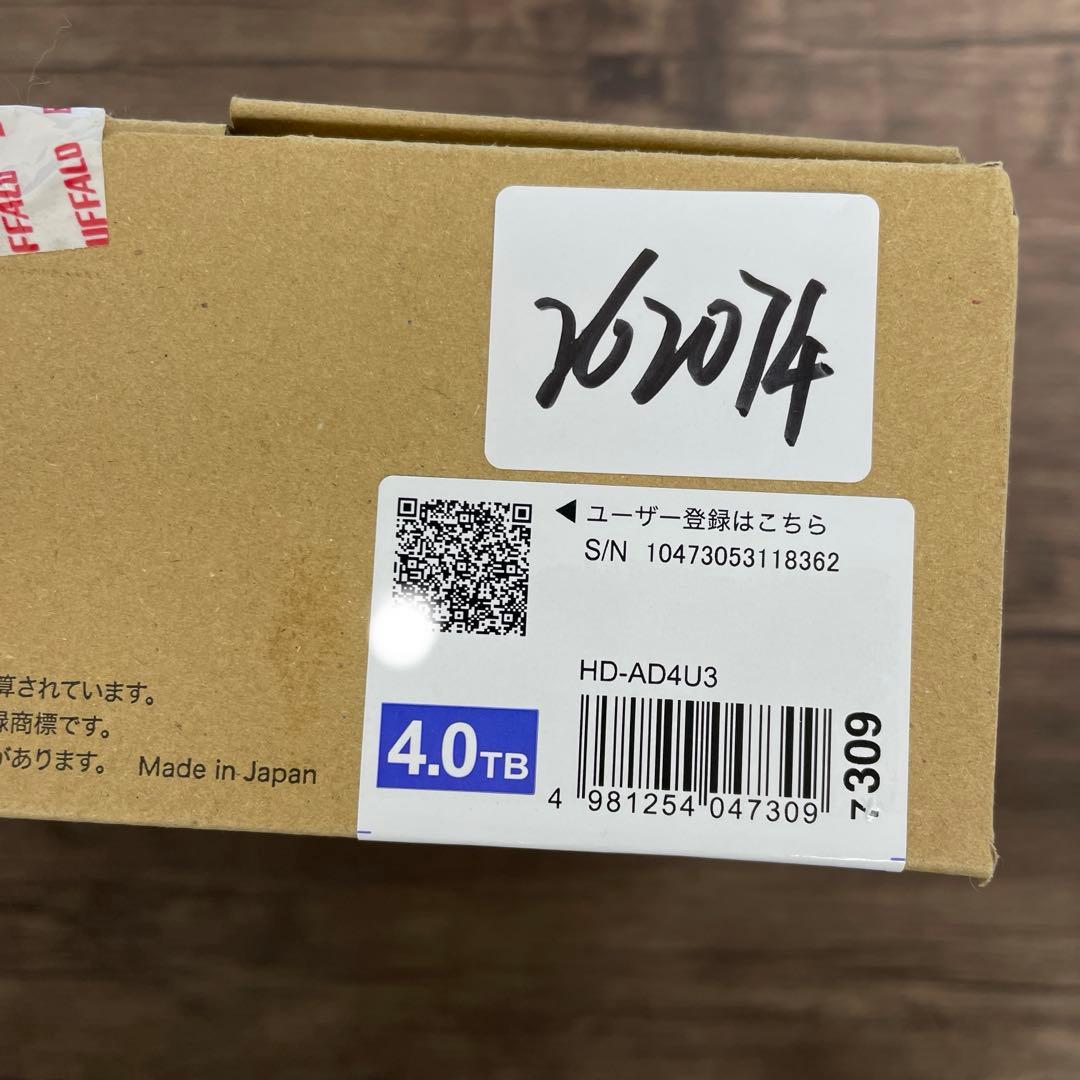 FFALO
UFFALO
262074
ユーザー登録はこちら
S/N 10473053118362
HD-AD4U3
4.0TB
4 981254 047309
7309
算されています。
録商標です。
があります。 Made in Japan